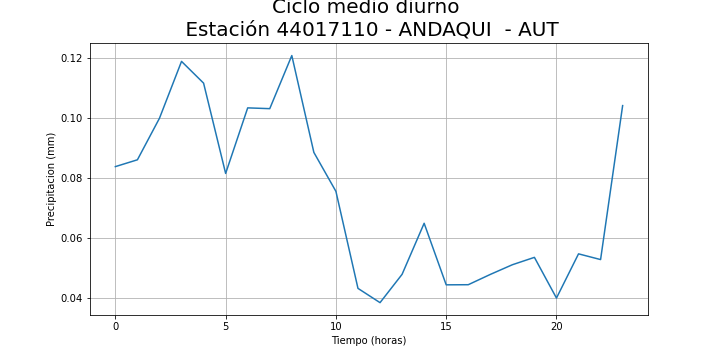 Ciclo medio diurno
Estación 44017110 - ANDAQUI - AUT
Precipitacion (mm)
0.12
0.10
0.08
0.06
0.04
0 5 10 15 20
Tiempo (horas)